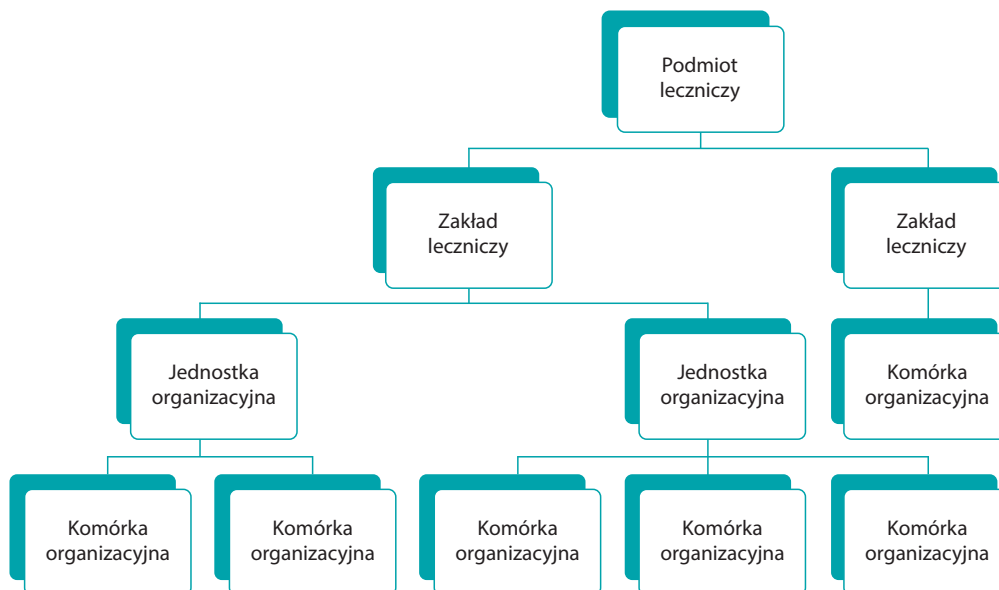 Podmiot
leczniczy
Zakład
leczniczy
Zakład
leczniczy
Jednostka
organizacyjna
Jednostka
organizacyjna
Komórka
organizacyjna
Komórka
organizacyjna
Komórka
organizacyjna
Komórka
organizacyjna
Komórka
organizacyjna
Komórka
organizacyjna